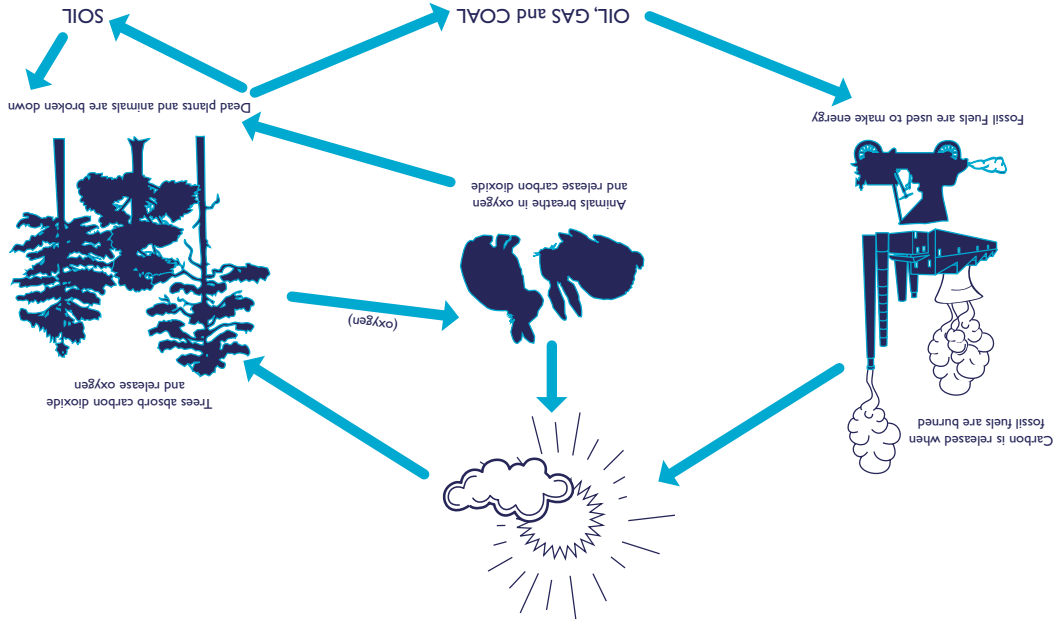 Carbon is released when
fossil fuels are burned
Trees absorb carbon dioxide
and release oxygen
(oxygen)
Animals breathe in oxygen
and release carbon dioxide
Fossil Fuels are used to make energy
Dead plants and animals are broken down
OIL, GAS and COAL
SOIL